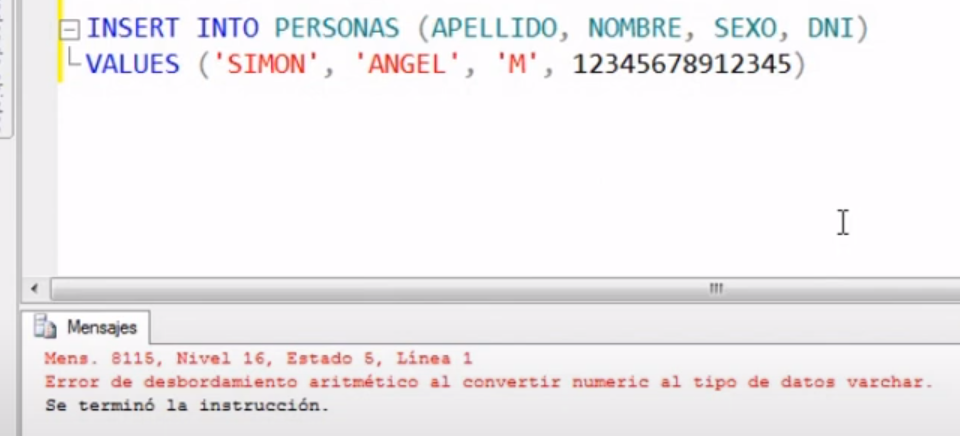 INSERT INTO PERSONAS (APELLIDO, NOMBRE, SEXO, DNI)
VALUES ('SIMON', 'ANGEL', 'M', 12345678912345)
Mensajes
Mens. 8115, Nivel 16, Estado 5, Línea 1
Error de desbordamiento aritmético al convertir numeric al tipo de datos varchar.
Se terminó la instrucción.